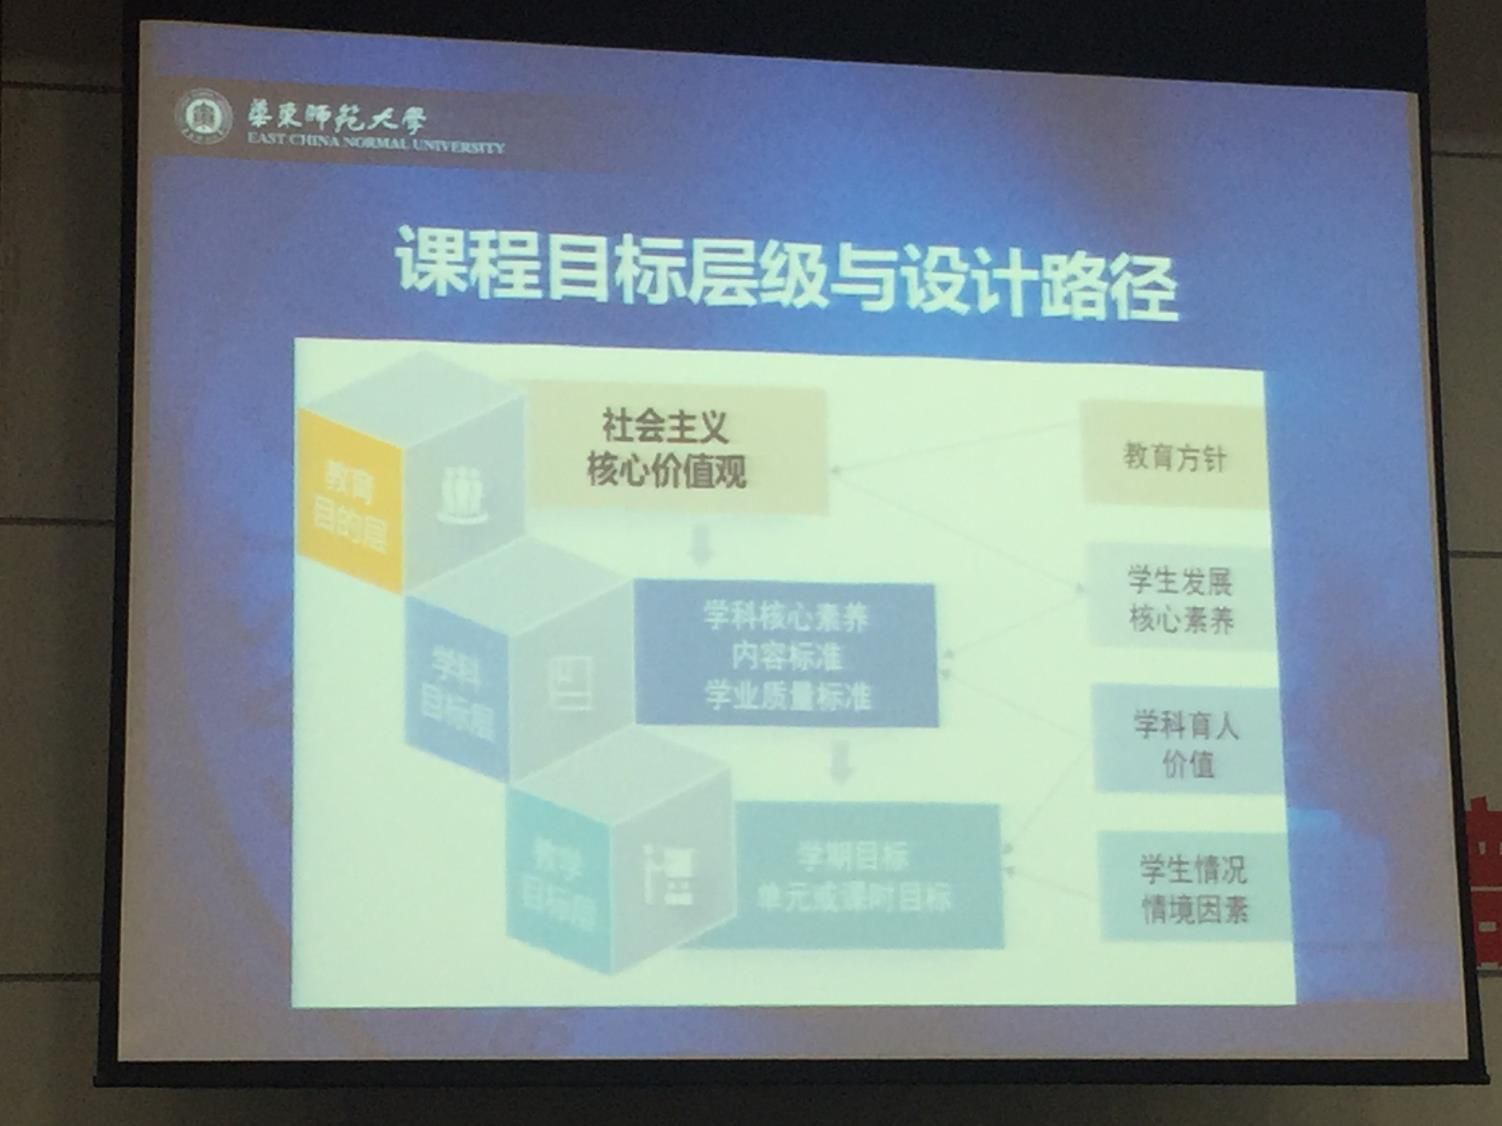 華東師範大學
EAST CHINA NORMAL UNIVERSITY
课程目标层级与设计路径
教育
目的层
社会主义
核心价值观
教育方针
学生发展
核心素养
学科
目标层
学科核心素养
内容标准
学业质量标准
学科育人
价值
教学
目标层
学期目标
单元或课时目标
学生情况
情境因素